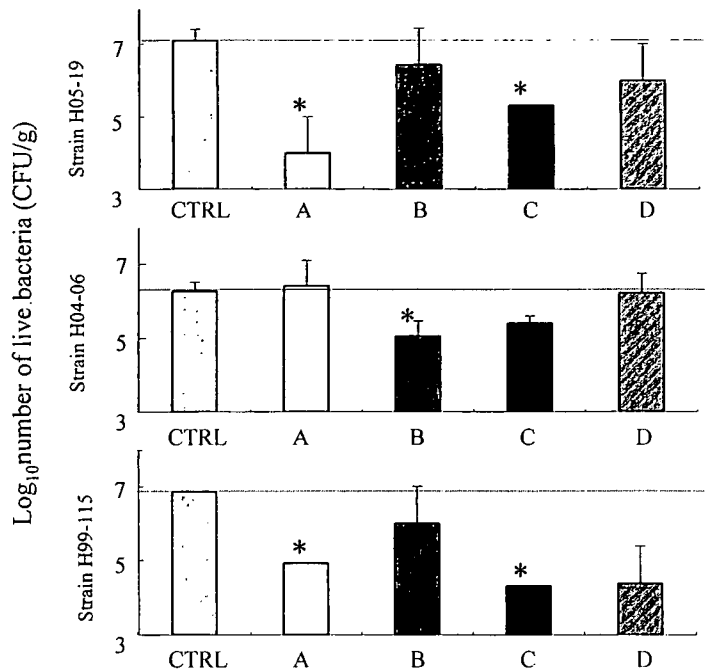 Log10number of live bacteria (CFU/g)
Strain H05-19
7
5
3
*
*
CTRL A B C D
Strain H04-06
7
5
3
*
CTRL A B C D
Strain H99-115
7
5
3
*
*
CTRL A B C D